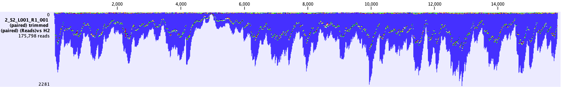 2,000 4,000 6,000 8,000 10,000 12,000 14,000
0
2_S2_L001_R1_001
(paired) trimmed
(paired) (Reads)vs H2
175,798 reads
2261